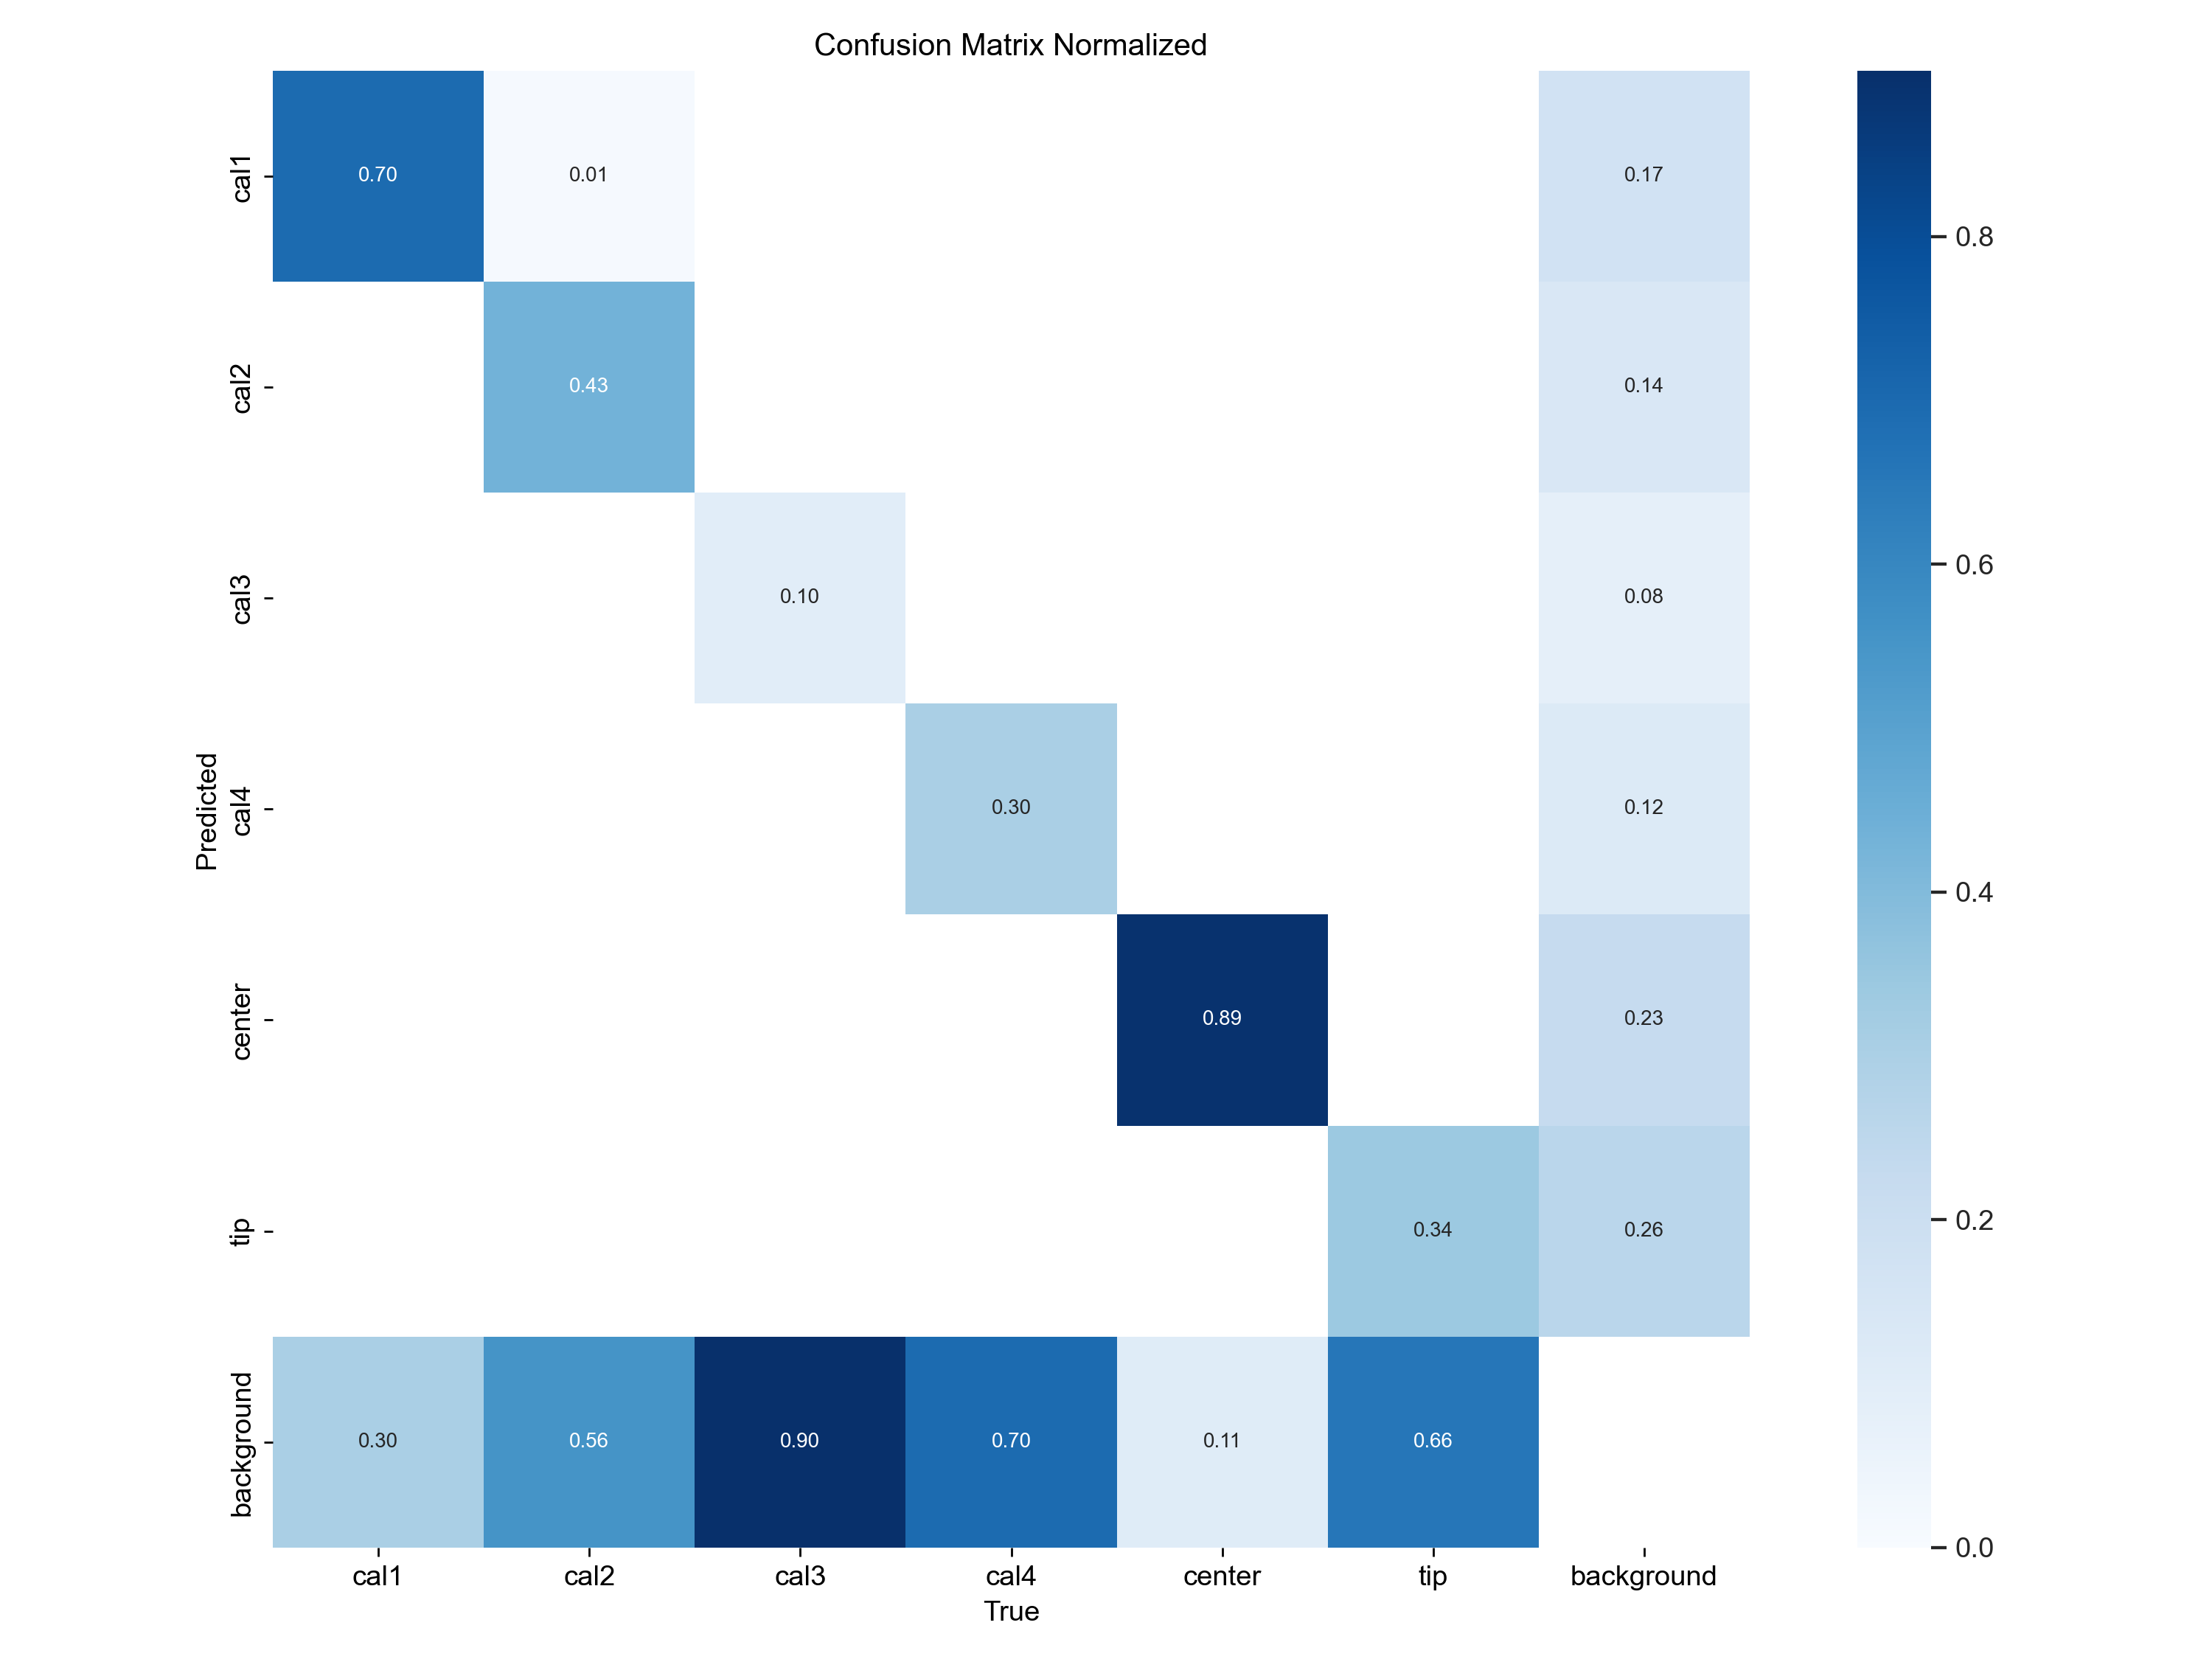 Confusion Matrix Normalized
cal1
0.70
0.01
0.17
0.8
cal2
0.43
0.14
0.6
cal3
0.10
0.08
Predicted
cal4
0.30
0.12
0.4
center
0.89
0.23
tip
0.34
0.26
0.2
background
0.30
0.56
0.90
0.70
0.11
0.66
0.0
cal1
cal2
cal3
cal4
center
tip
background
True